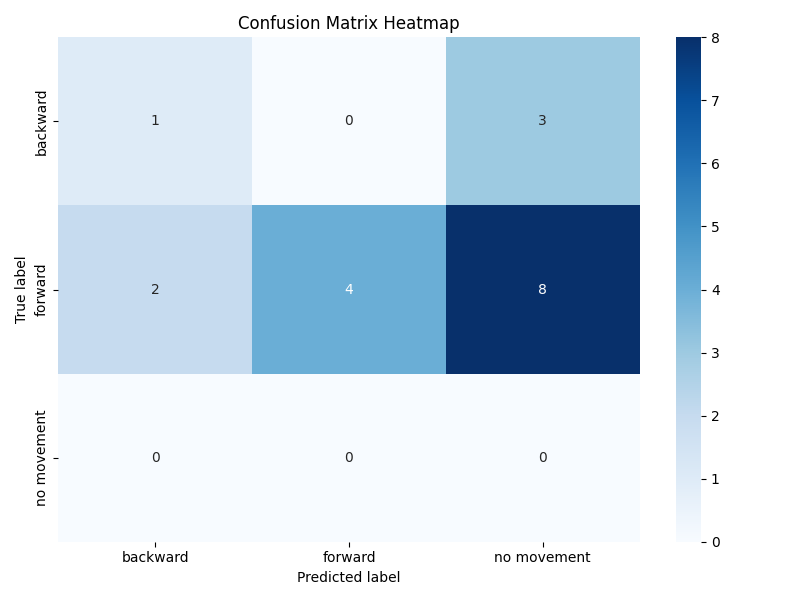 Confusion Matrix Heatmap
True label
backward
1 0 3
forward
2 4 8
no movement
0 0 0
backward forward no movement
Predicted label
8
7
6
5
4
3
2
1
0